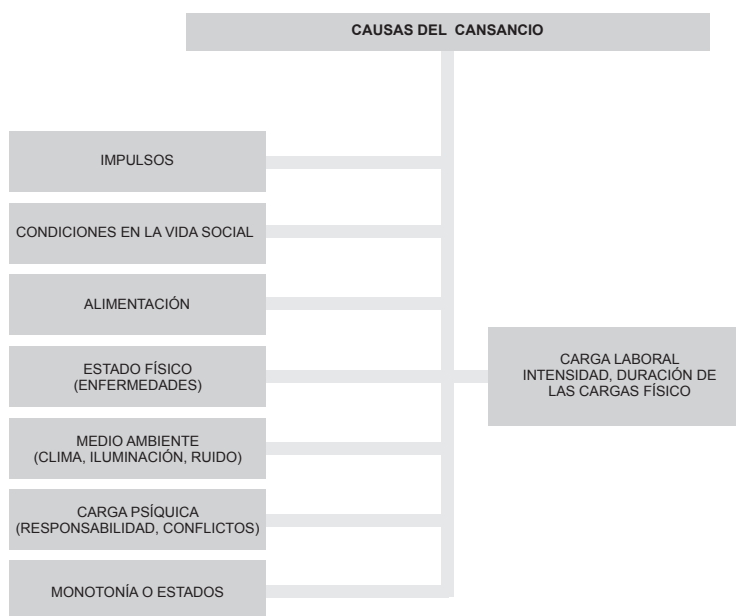 CAUSAS DEL CANSANCIO
IMPULSOS
CONDICIONES EN LA VIDA SOCIAL
ALIMENTACIÓN
ESTADO FÍSICO
(ENFERMEDADES)
MEDIO AMBIENTE
(CLIMA, ILUMINACIÓN, RUIDO)
CARGA PSÍQUICA
(RESPONSABILIDAD, CONFLICTOS)
MONOTONÍA O ESTADOS
CARGA LABORAL
INTENSIDAD, DURACIÓN DE
LAS CARGAS FÍSICO